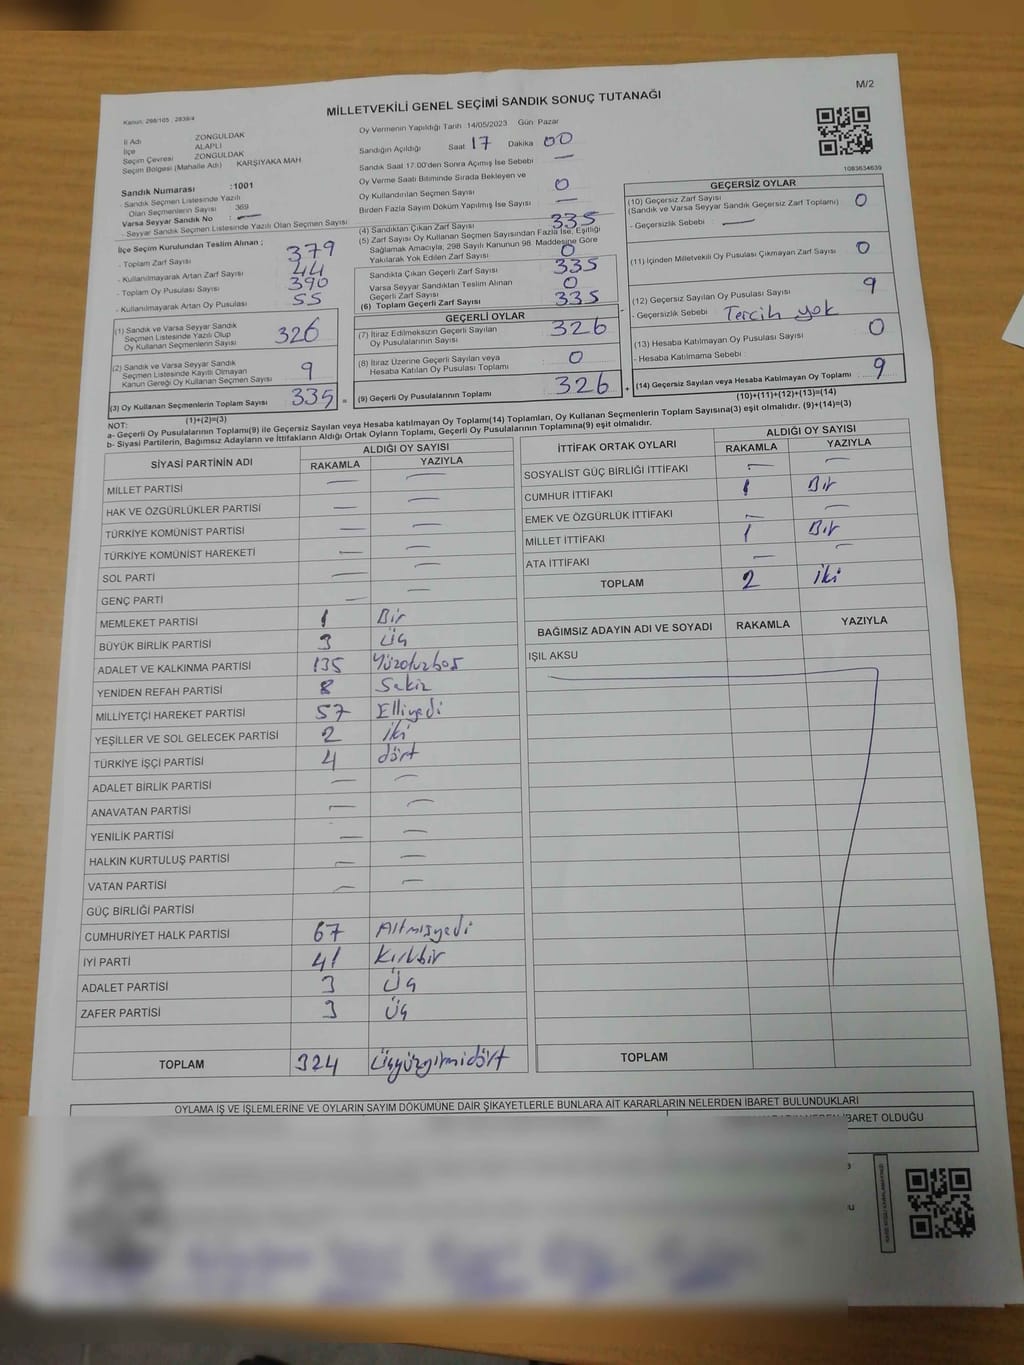 M/2
MİLLETVEKİLİ GENEL SEÇİMİ SANDIK SONUÇ TUTANAĞI
Kanun: 298/105 ; 2839/4
İl Adı ZONGULDAK
İlçe ALAPLI
Seçim Çevresi ZONGULDAK
Seçim Bölgesi (Mahalle Adı) KARŞIYAKA MAH.
Sandık Numarası :1001
- Sandık Seçmen Listesinde Yazılı
Olan Seçmenlerin Sayısı : 369
Varsa Seyyar Sandık No : —
- Seyyar Sandık Seçmen Listesinde Yazılı Olan Seçmen Sayısı
İlçe Seçim Kurulundan Teslim Alınan ;
- Toplam Zarf Sayısı 379
- Kullanılmayarak Artan Zarf Sayısı 44
- Toplam Oy Pusulası Sayısı 390
- Kullanılmayarak Artan Oy Pusulası 55
(1) Sandık ve Varsa Seyyar Sandık
Seçmen Listesinde Yazılı Olup
Oy Kullanan Seçmenlerin Sayısı 326
(2) Sandık ve Varsa Seyyar Sandık
Seçmen Listesinde Kayıtlı Olmayan
Kanun Gereği Oy Kullanan Seçmen Sayısı 9
(3) Oy Kullanan Seçmenlerin Toplam Sayısı 335
(1)+(2)=(3)
Oy Vermenin Yapıldığı Tarih :14/05/2023 Gün: Pazar
Sandığın Açıldığı Saat 17 Dakika 00
Sandık Saat 17:00'den Sonra Açımış İse Sebebi —
Oy Verme Saati Bitiminde Sırada Bekleyen ve
Oy Kullandırılan Seçmen Sayısı 0
Birden Fazla Sayım Döküm Yapılmış İse Sayısı —
(4) Sandıktan Çıkan Zarf Sayısı 335
(5) Zarf Sayısı Oy Kullanan Seçmen Sayısından Fazla İse, Eşitliği
Sağlamak Amacıyla; 298 Sayılı Kanunun 98. Maddesine Göre
Yakılarak Yok Edilen Zarf Sayısı 0
Sandıkta Çıkan Geçerli Zarf Sayısı 335
Varsa Seyyar Sandıktan Teslim Alınan
Geçerli Zarf Sayısı 0
(6) Toplam Geçerli Zarf Sayısı 335
GEÇERLİ OYLAR
(7) İtiraz Edilmeksizin Geçerli Sayılan
Oy Pusulalarının Sayısı 326
(8) İtiraz Üzerine Geçerli Sayılan veya
Hesaba Katılan Oy Pusulası Toplamı 0
(9) Geçerli Oy Pusulalarının Toplamı 326
1083634639
GEÇERSİZ OYLAR
(10) Geçersiz Zarf Sayısı
(Sandık ve Varsa Seyyar Sandık Geçersiz Zarf Toplamı) 0
- Geçersizlik Sebebi : —
(11) İçinden Milletvekili Oy Pusulası Çıkmayan Zarf Sayısı 0
(12) Geçersiz Sayılan Oy Pusulası Sayısı 9
- Geçersizlik Sebebi : Tercih yok
(13) Hesaba Katılmayan Oy Pusulası Sayısı 0
- Hesaba Katılmama Sebebi :
(14) Geçersiz Sayılan veya Hesaba Katılmayan Oy Toplamı 9
(10)+(11)+(12)+(13)=(14)
NOT:
a- Geçerli Oy Pusulalarının Toplamı(9) ile Geçersiz Sayılan veya Hesaba Katılmayan Oy Toplamı(14) Toplamları, Oy Kullanan Seçmenlerin Toplam Sayısına(3) eşit olmalıdır. (9)+(14)=(3)
b- Siyasi Partilerin, Bağımsız Adayların ve İttifakların Aldığı Ortak Oyların Toplamı, Geçerli Oy Pusulalarının Toplamına(9) eşit olmalıdır.
SİYASİ PARTİNİN ADI ALDIĞI OY SAYISI
RAKAMLA YAZIYLA
MİLLET PARTİSİ — —
HAK VE ÖZGÜRLÜKLER PARTİSİ — —
TÜRKİYE KOMÜNİST PARTİSİ — —
TÜRKİYE KOMÜNİST HAREKETİ — —
SOL PARTİ — —
GENÇ PARTİ — —
MEMLEKET PARTİSİ 1 Bir
BÜYÜK BİRLİK PARTİSİ 3 Üç
ADALET VE KALKINMA PARTİSİ 135 Yüzotuzbeş
YENİDEN REFAH PARTİSİ 8 Sekiz
MİLLİYETÇİ HAREKET PARTİSİ 57 Elliyedi
YEŞİLLER VE SOL GELECEK PARTİSİ 2 iki
TÜRKİYE İŞÇİ PARTİSİ 4 dört
ADALET BİRLİK PARTİSİ — —
ANAVATAN PARTİSİ — —
YENİLİK PARTİSİ — —
HALKIN KURTULUŞ PARTİSİ — —
VATAN PARTİSİ — —
GÜÇ BİRLİĞİ PARTİSİ
CUMHURİYET HALK PARTİSİ 67 Altmışyedi
İYİ PARTİ 41 Kırkbir
ADALET PARTİSİ 3 Üç
ZAFER PARTİSİ 3 Üç
TOPLAM 324 Üçyüzyirmidört
İTTİFAK ORTAK OYLARI ALDIĞI OY SAYISI
RAKAMLA YAZIYLA
SOSYALİST GÜÇ BİRLİĞİ İTTİFAKI — —
CUMHUR İTTİFAKI 1 Bir
EMEK VE ÖZGÜRLÜK İTTİFAKI — —
MİLLET İTTİFAKI 1 Bir
ATA İTTİFAKI — —
TOPLAM 2 iki
BAĞIMSIZ ADAYIN ADI VE SOYADI RAKAMLA YAZIYLA
IŞIL AKSU
TOPLAM
OYLAMA İŞ VE İŞLEMLERİNE VE OYLARIN SAYIM DÖKÜMÜNE DAİR ŞİKAYETLERLE BUNLARA AİT KARARLARIN NELERDEN İBARET BULUNDUKLARI
İBARET OLDUĞU